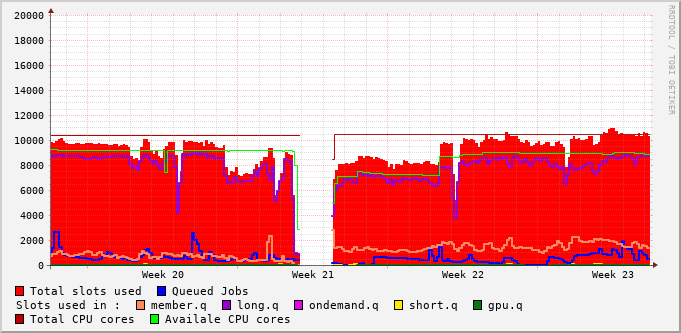 20000
18000
16000
14000
12000
10000
8000
6000
4000
2000
0
Week 20 Week 21 Week 22 Week 23
Total slots used Queued Jobs
Slots used in : member.q long.q ondemand.q short.q gpu.q
Total CPU cores Availale CPU cores
RRDTOOL / TOBI OETIKER